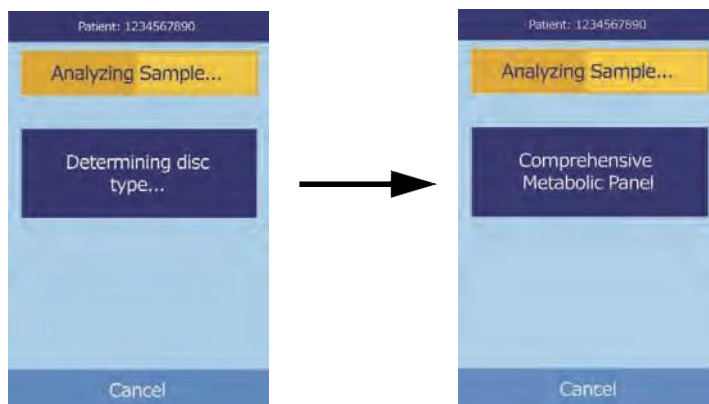 Patient: 1234567890
Analyzing Sample...
Determining disc
type...
Cancel
Patient: 1234567890
Analyzing Sample...
Comprehensive
Metabolic Panel
Cancel